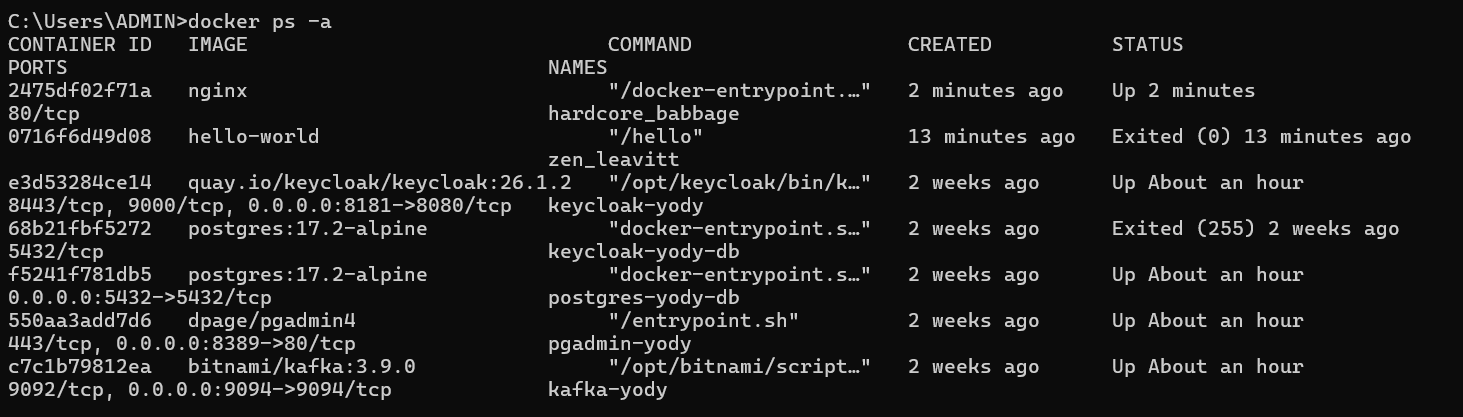 C:\Users\ADMIN>docker ps -a
CONTAINER ID   IMAGE                              COMMAND                  CREATED          STATUS
PORTS                                        NAMES
2475df02f71a   nginx                              "/docker-entrypoint.…"   2 minutes ago    Up 2 minutes
80/tcp                                       hardcore_babbage
0716f6d49d08   hello-world                        "/hello"                 13 minutes ago   Exited (0) 13 minutes ago
                                             zen_leavitt
e3d53284ce14   quay.io/keycloak/keycloak:26.1.2   "/opt/keycloak/bin/k…"   2 weeks ago      Up About an hour
8443/tcp, 9000/tcp, 0.0.0.0:8181->8080/tcp   keycloak-yody
68b21fbf5272   postgres:17.2-alpine               "docker-entrypoint.s…"   2 weeks ago      Exited (255) 2 weeks ago
5432/tcp                                     keycloak-yody-db
f5241f781db5   postgres:17.2-alpine               "docker-entrypoint.s…"   2 weeks ago      Up About an hour
0.0.0.0:5432->5432/tcp                       postgres-yody-db
550aa3add7d6   dpage/pgadmin4                     "/entrypoint.sh"         2 weeks ago      Up About an hour
443/tcp, 0.0.0.0:8389->80/tcp                pgadmin-yody
c7c1b79812ea   bitnami/kafka:3.9.0                "/opt/bitnami/script…"   2 weeks ago      Up About an hour
9092/tcp, 0.0.0.0:9094->9094/tcp             kafka-yody